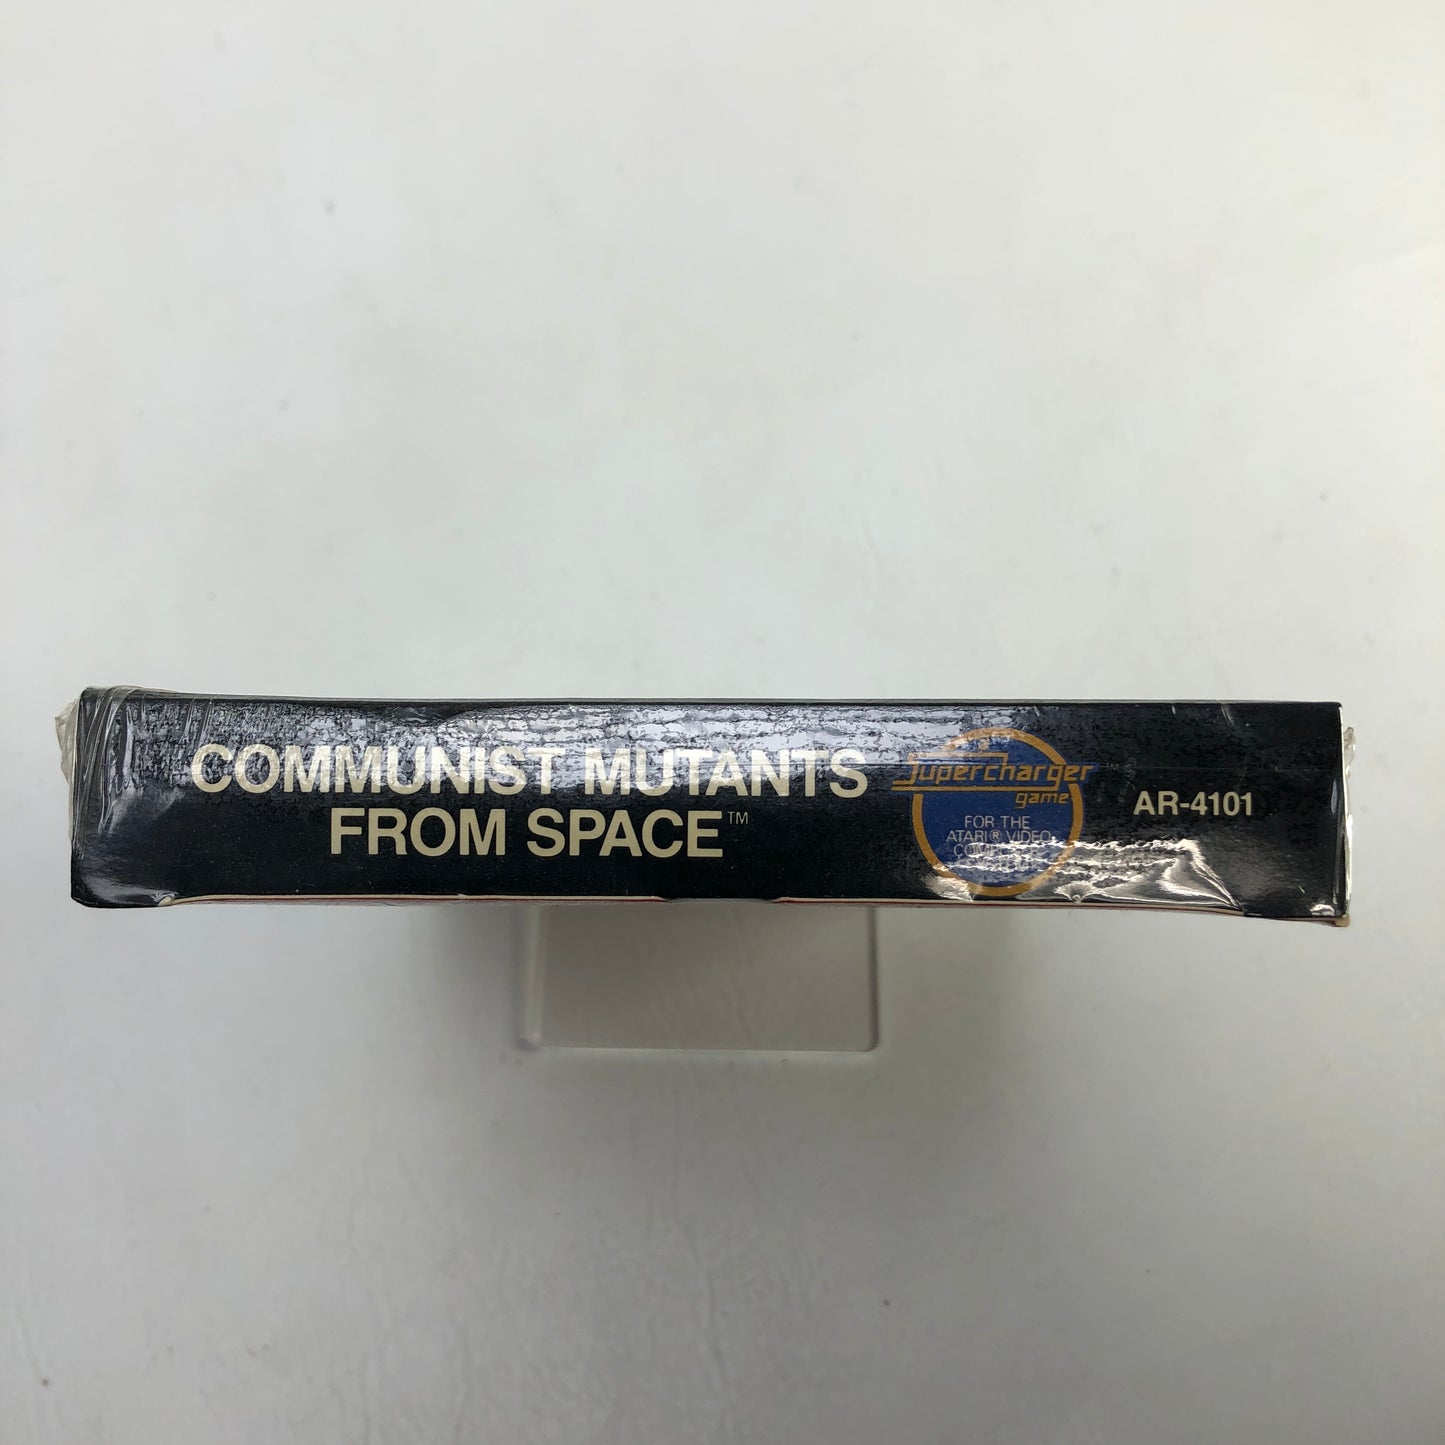 COMMUNIST MUTANTS
FROM SPACE™
Supercharger
game
FOR THE
ATARI® VIDEO
AR-4101